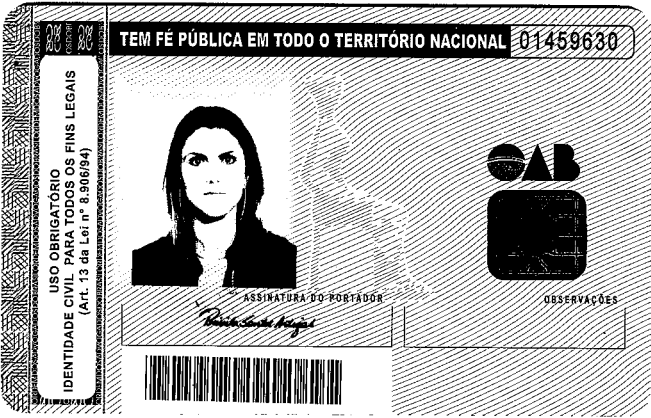 TEM FÉ PÚBLICA EM TODO O TERRITÓRIO NACIONAL 01459630
USO OBRIGATÓRIO
IDENTIDADE CIVIL PARA TODOS OS FINS LEGAIS
(Art. 13 da Lei nº 8.906/94)
OAB
ASSINATURA DO PORTADOR
OBSERVAÇÕES